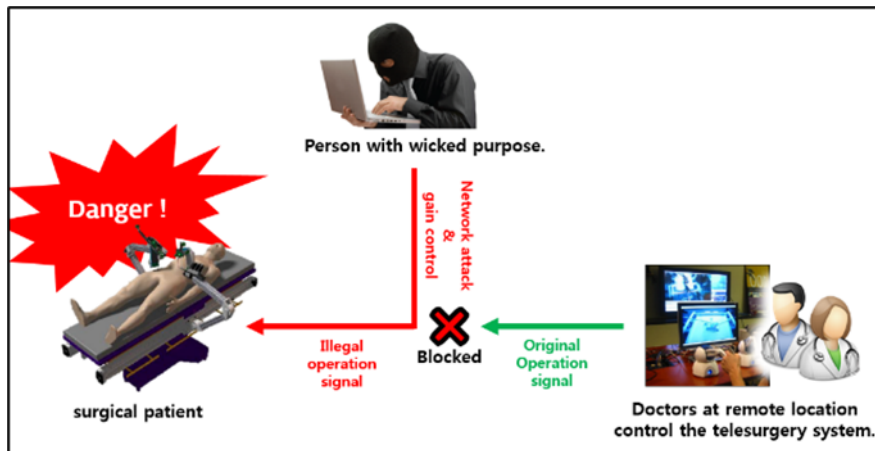 Person with wicked purpose.
Danger !
Network attack
&
gain control
Illegal
operation
signal
Blocked
Original
Operation
signal
surgical patient
Doctors at remote location
control the telesurgery system.